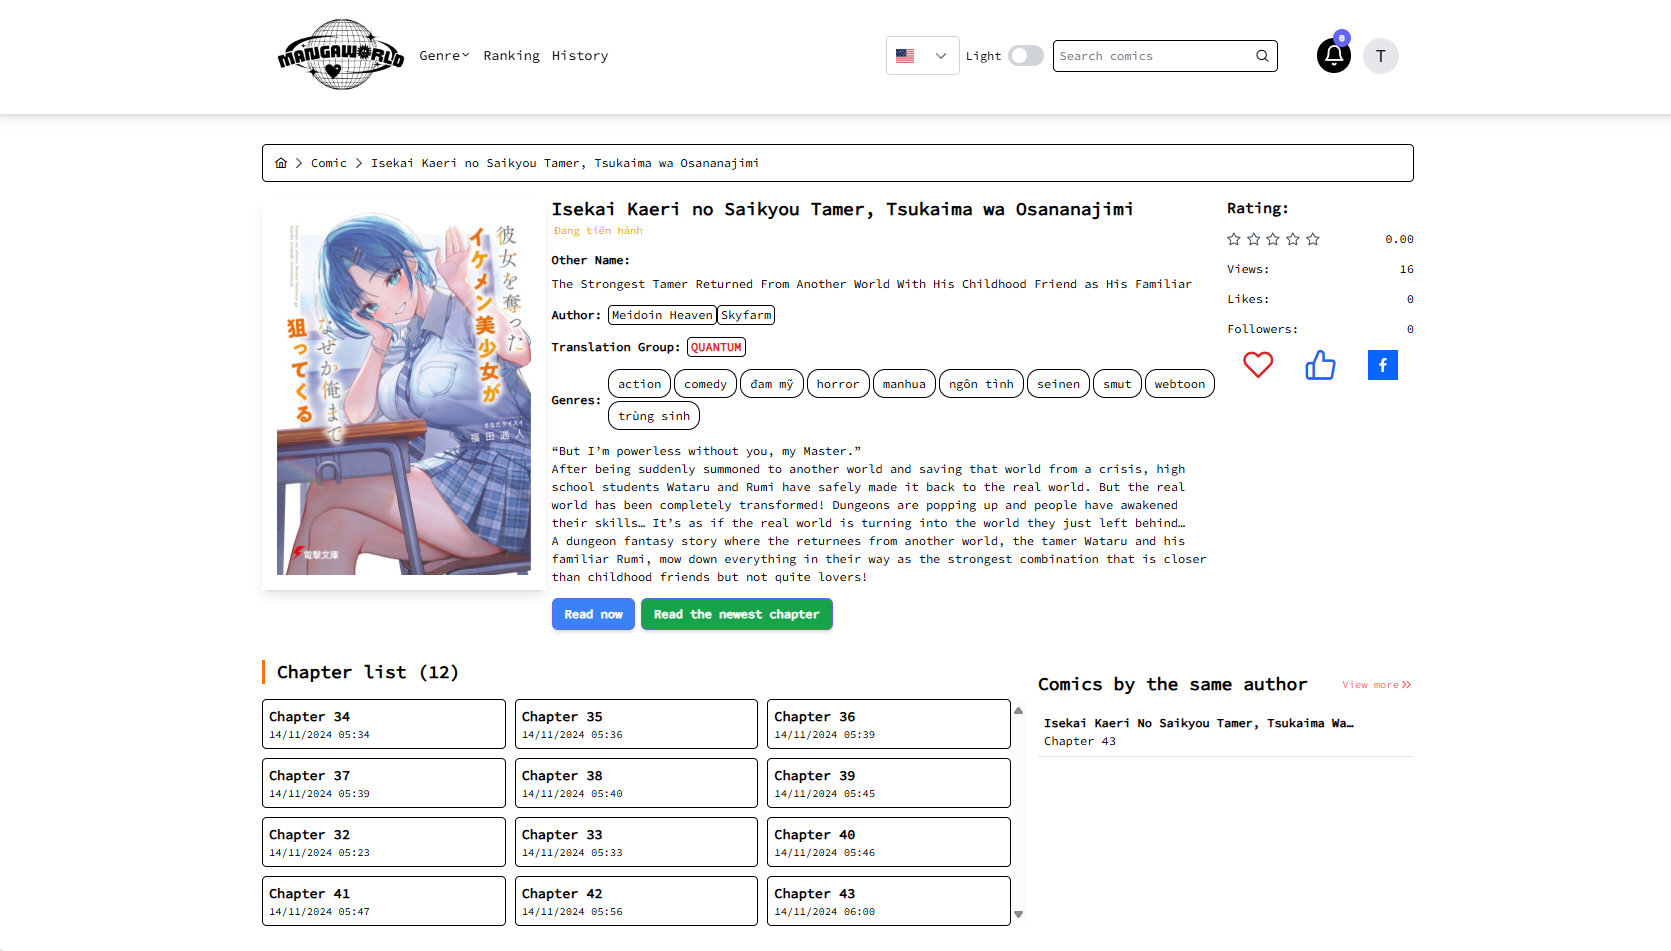 MANGAWORLD
Genre
Ranking
History
Light
Search comics
0
T
Comic
Isekai Kaeri no Saikyou Tamer, Tsukaima wa Osananajimi
彼女を奪った
イケメン美少女が
なぜか俺まで
狙ってくる
さなだケイスイ
福田週人
電撃文庫
Isekai Kaeri no Saikyou Tamer, Tsukaima wa Osananajimi
Đang tiến hành
Other Name:
The Strongest Tamer Returned From Another World With His Childhood Friend as His Familiar
Author: Meidoin Heaven Skyfarm
Translation Group: QUANTUM
Genres:
action comedy đam mỹ horror manhua ngôn tình seinen smut webtoon
trùng sinh
“But I’m powerless without you, my Master.”
After being suddenly summoned to another world and saving that world from a crisis, high
school students Wataru and Rumi have safely made it back to the real world. But the real
world has been completely transformed! Dungeons are popping up and people have awakened
their skills… It’s as if the real world is turning into the world they just left behind…
A dungeon fantasy story where the returnees from another world, the tamer Wataru and his
familiar Rumi, mow down everything in their way as the strongest combination that is closer
than childhood friends but not quite lovers!
Read now
Read the newest chapter
Rating:
0.00
Views: 16
Likes: 0
Followers: 0
Chapter list (12)
Chapter 34
14/11/2024 05:34
Chapter 35
14/11/2024 05:36
Chapter 36
14/11/2024 05:39
Chapter 37
14/11/2024 05:39
Chapter 38
14/11/2024 05:40
Chapter 39
14/11/2024 05:45
Chapter 32
14/11/2024 05:23
Chapter 33
14/11/2024 05:33
Chapter 40
14/11/2024 05:46
Chapter 41
14/11/2024 05:47
Chapter 42
14/11/2024 05:56
Chapter 43
14/11/2024 06:00
Comics by the same author
View more
Isekai Kaeri No Saikyou Tamer, Tsukaima Wa…
Chapter 43